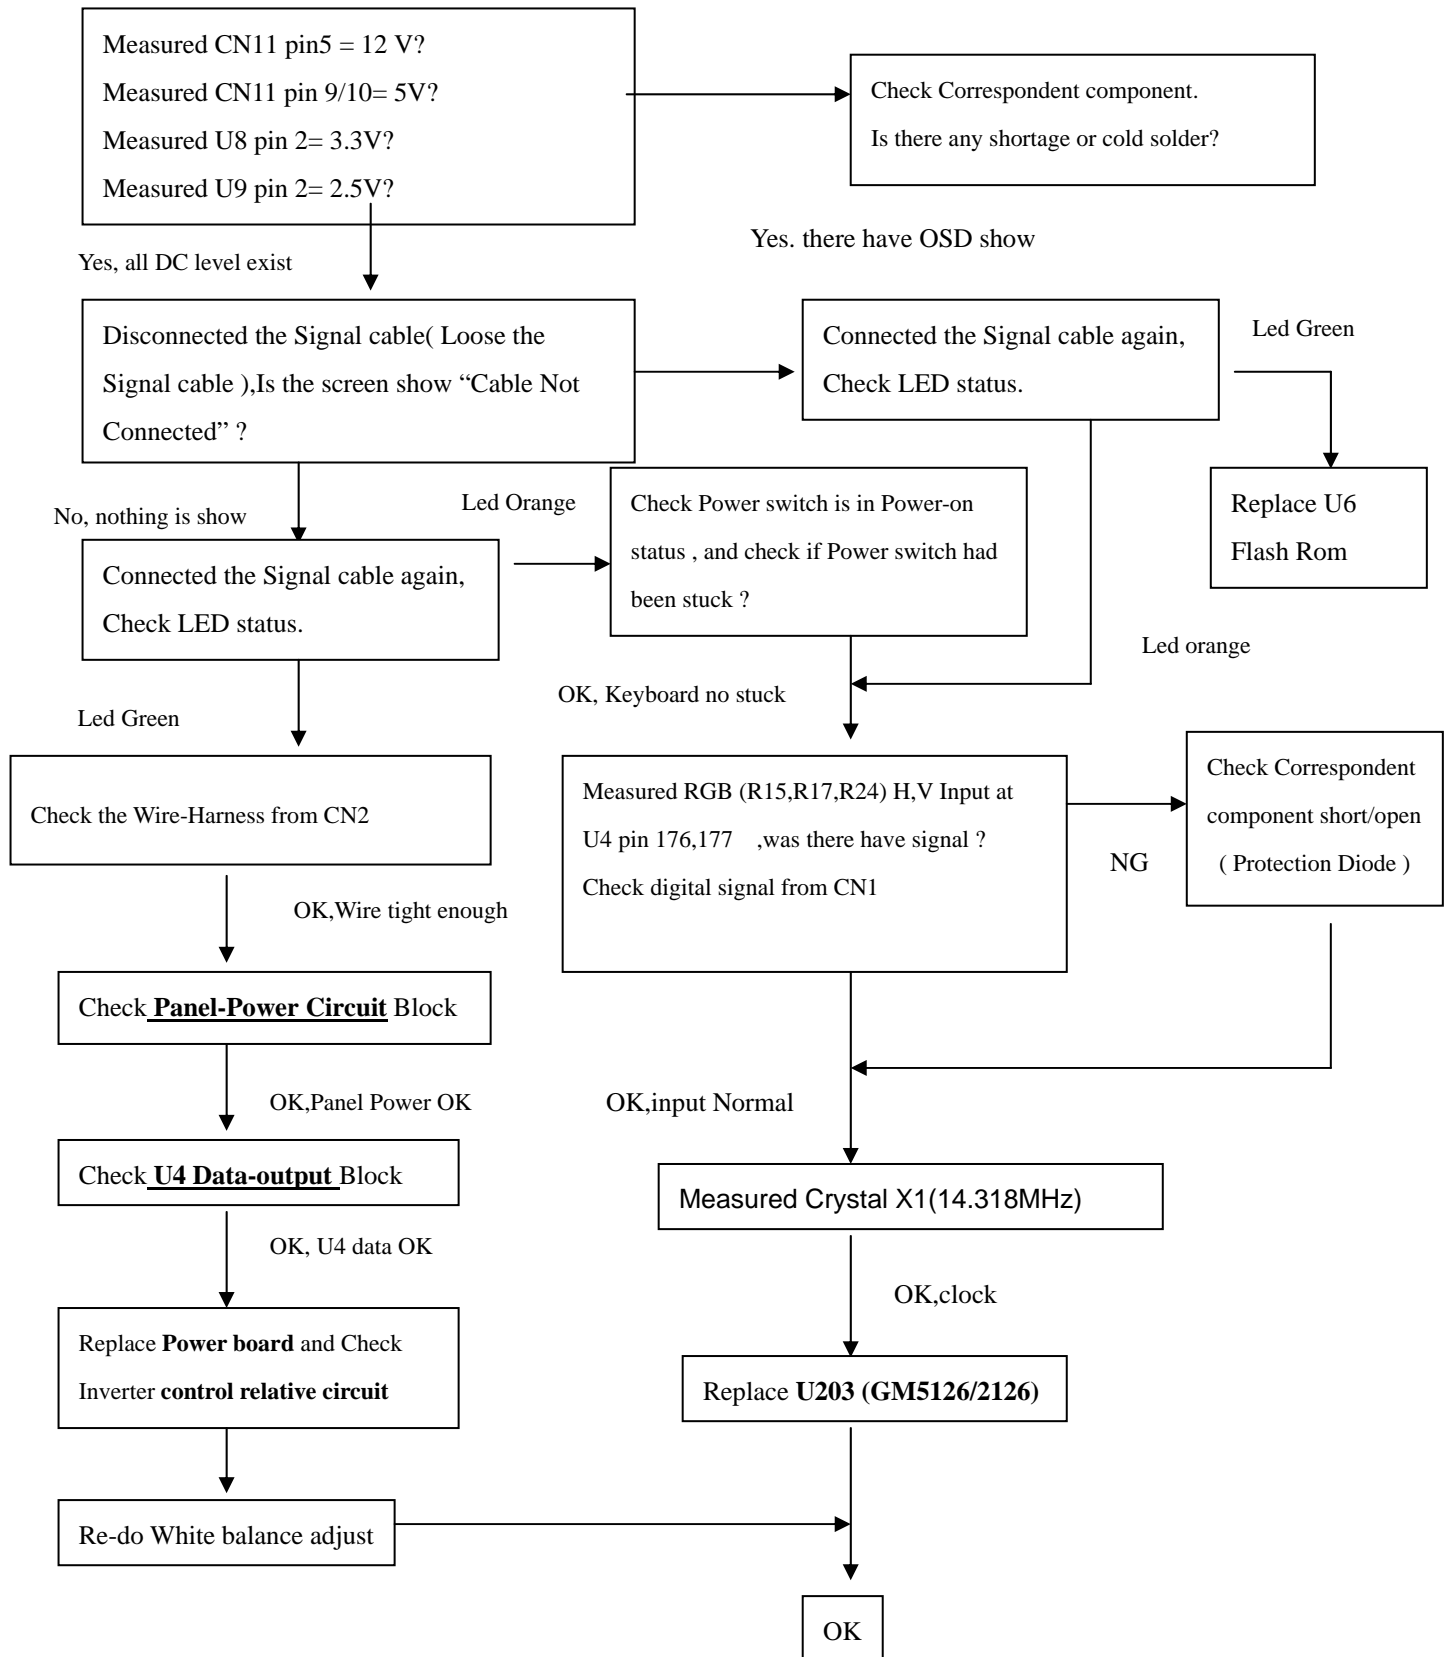 Measured CN11 pin5 = 12 V?
Measured CN11 pin 9/10= 5V?
Measured U8 pin 2= 3.3V?
Measured U9 pin 2= 2.5V?
Check Correspondent component.
Is there any shortage or cold solder?
Yes. there have OSD show
Yes, all DC level exist
Disconnected the Signal cable( Loose the
Signal cable ),Is the screen show “Cable Not
Connected” ?
Connected the Signal cable again,
Check LED status.
Led Green
Replace U6
Flash Rom
No, nothing is show
Led Orange
Check Power switch is in Power-on
status , and check if Power switch had
been stuck ?
Connected the Signal cable again,
Check LED status.
Led orange
OK, Keyboard no stuck
Led Green
Check the Wire-Harness from CN2
Measured RGB (R15,R17,R24) H,V Input at
U4 pin 176,177 ,was there have signal ?
Check digital signal from CN1
NG
Check Correspondent
component short/open
( Protection Diode )
OK,Wire tight enough
Check Panel-Power Circuit Block
OK,Panel Power OK
OK,input Normal
Check U4 Data-output Block
Measured Crystal X1(14.318MHz)
OK, U4 data OK
OK,clock
Replace Power board and Check
Inverter control relative circuit
Replace U203 (GM5126/2126)
Re-do White balance adjust
OK